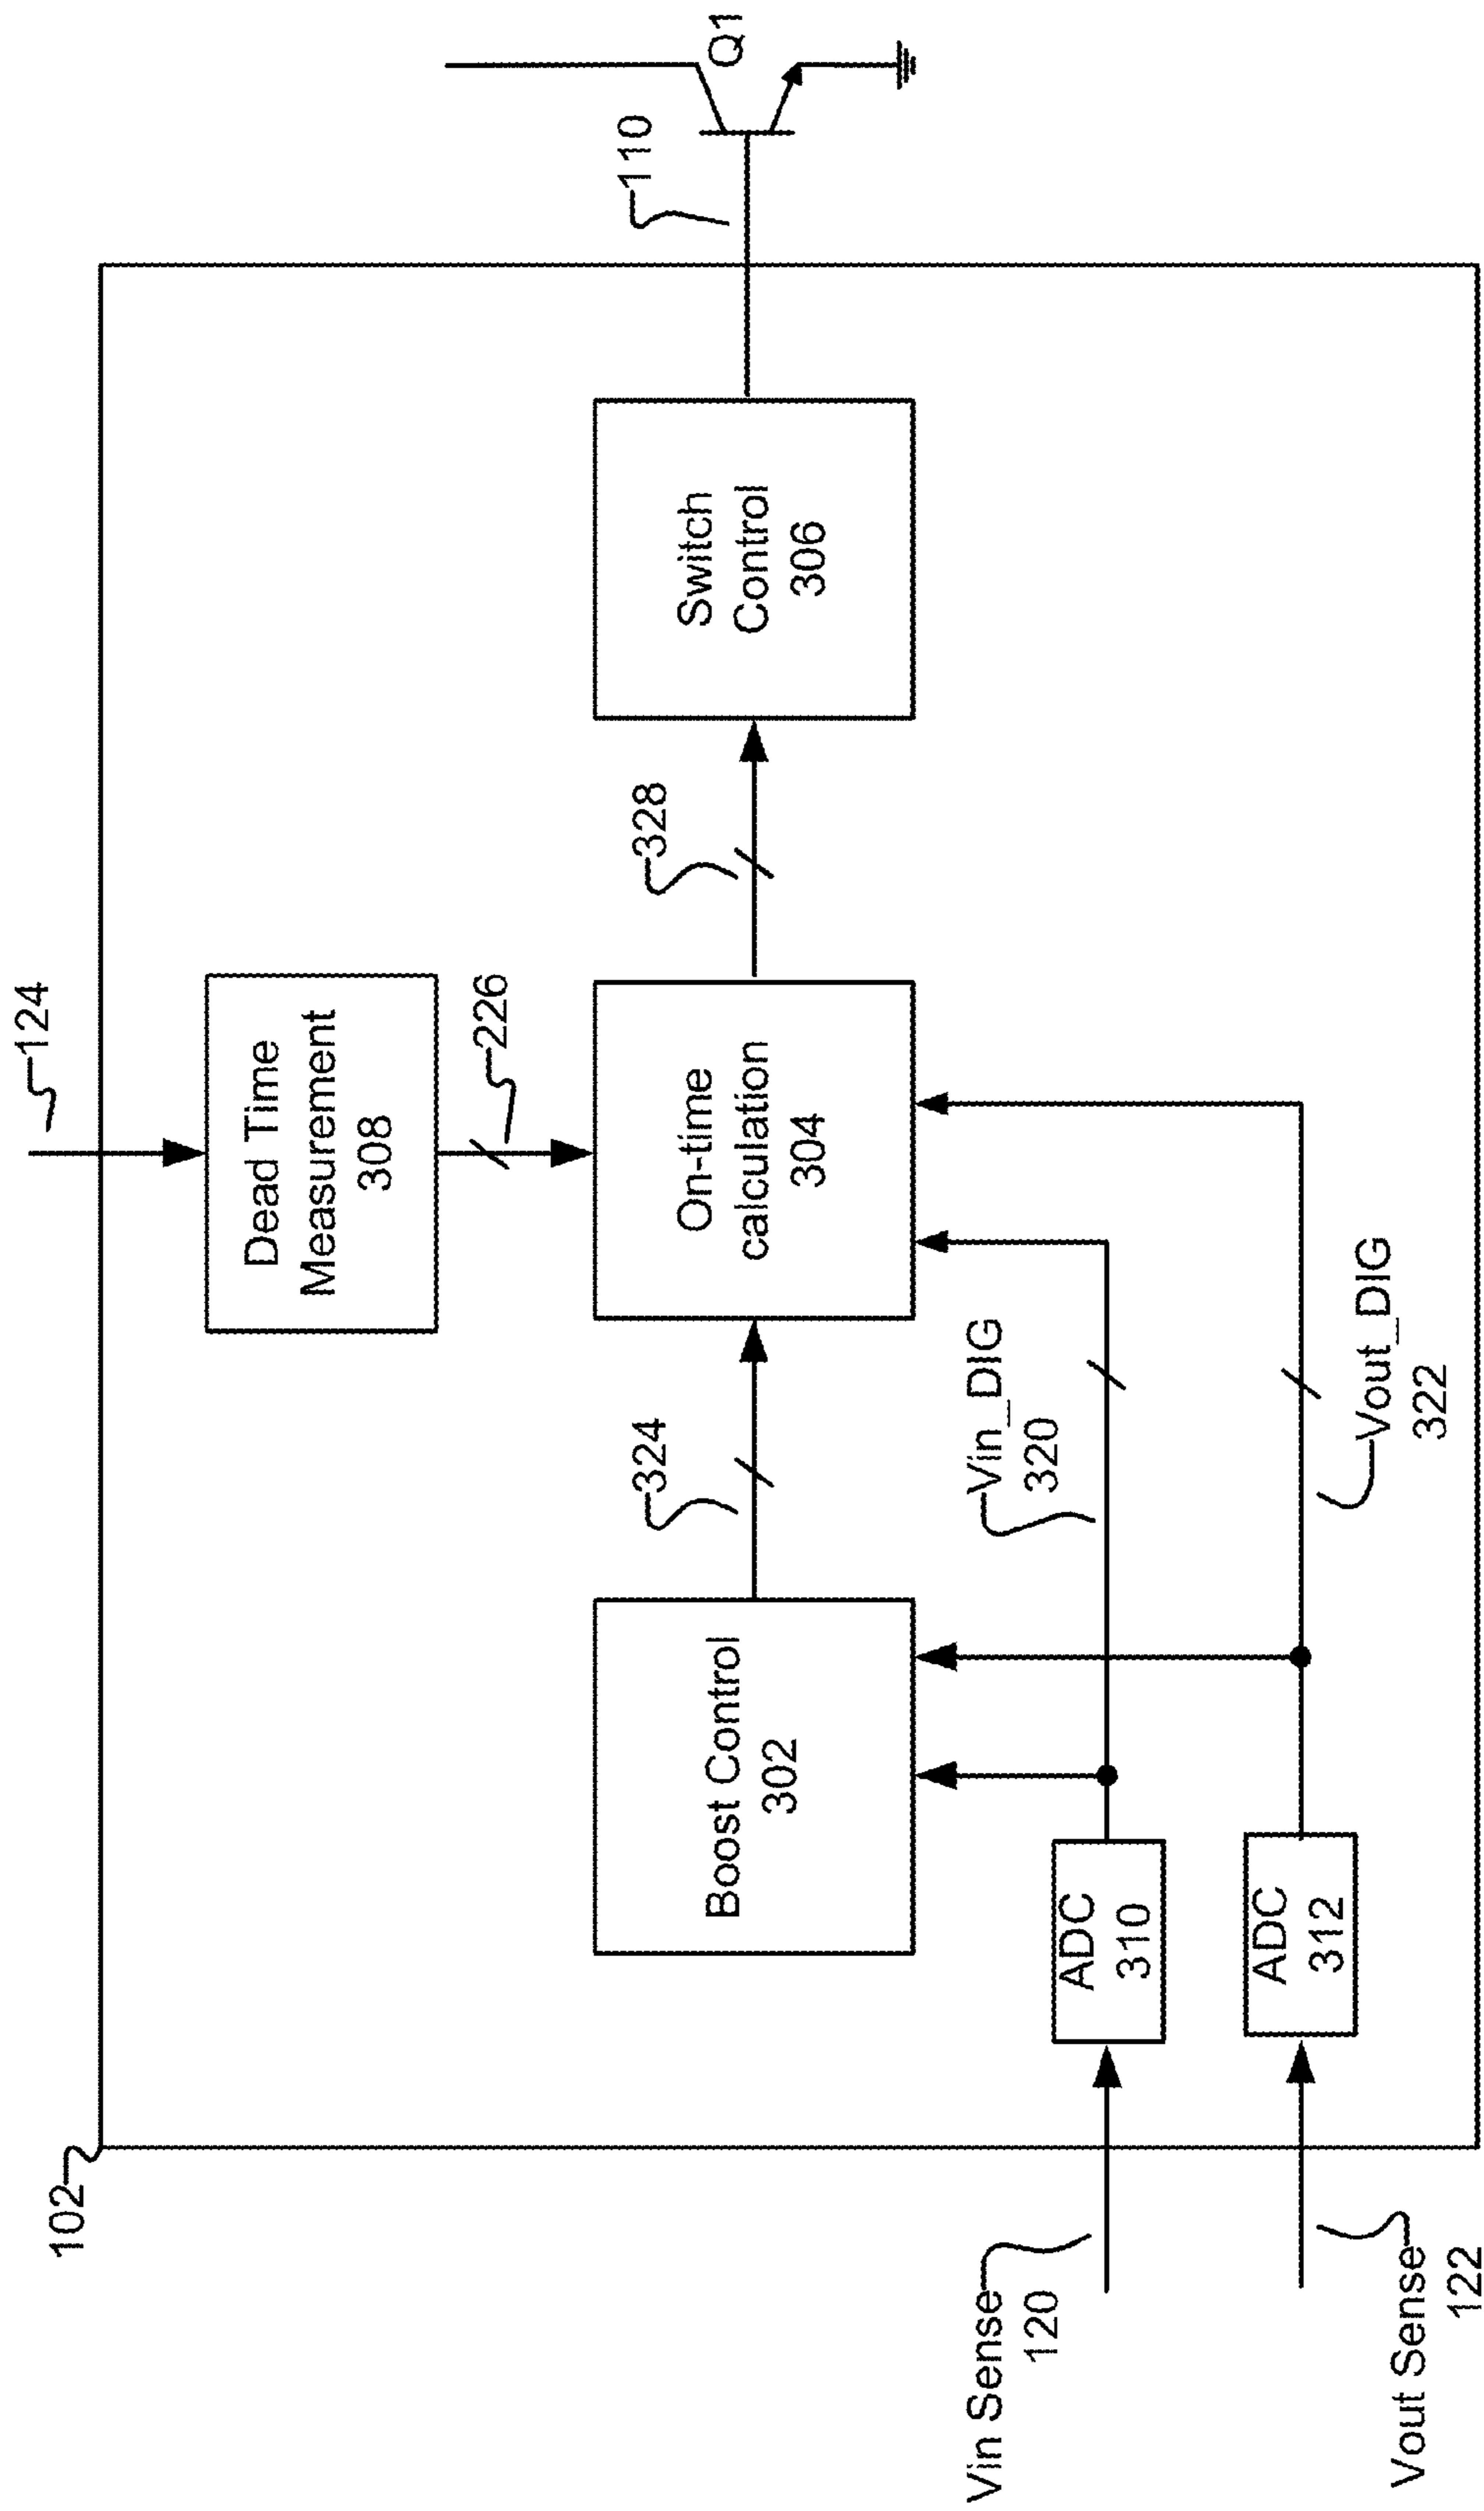 102
124
Dead Time
Measurement
308
226
110
Q1
324
328
Boost Control
302
On-time
calculation
304
Switch
Control
306
Vin Sense
120
ADC
310
Vin_DIG
320
Vout Sense
122
ADC
312
Vout_DIG
322